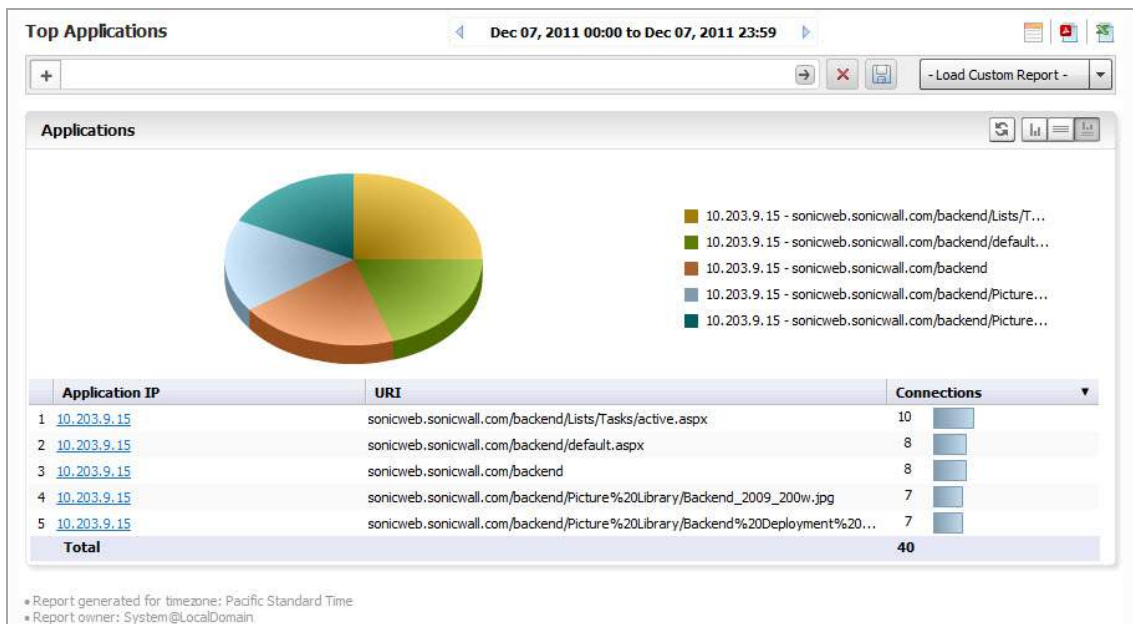 Top Applications
Dec 07, 2011 00:00 to Dec 07, 2011 23:59
+
- Load Custom Report -
Applications
10.203.9.15 - sonicweb.sonicwall.com/backend/Lists/T...
10.203.9.15 - sonicweb.sonicwall.com/backend/default...
10.203.9.15 - sonicweb.sonicwall.com/backend
10.203.9.15 - sonicweb.sonicwall.com/backend/Picture...
10.203.9.15 - sonicweb.sonicwall.com/backend/Picture...
Application IP URI Connections
1 10.203.9.15 sonicweb.sonicwall.com/backend/Lists/Tasks/active.aspx 10
2 10.203.9.15 sonicweb.sonicwall.com/backend/default.aspx 8
3 10.203.9.15 sonicweb.sonicwall.com/backend 8
4 10.203.9.15 sonicweb.sonicwall.com/backend/Picture%20Library/Backend_2009_200w.jpg 7
5 10.203.9.15 sonicweb.sonicwall.com/backend/Picture%20Library/Backend%20Deployment%20... 7
Total 40
• Report generated for timezone: Pacific Standard Time
• Report owner: System@LocalDomain